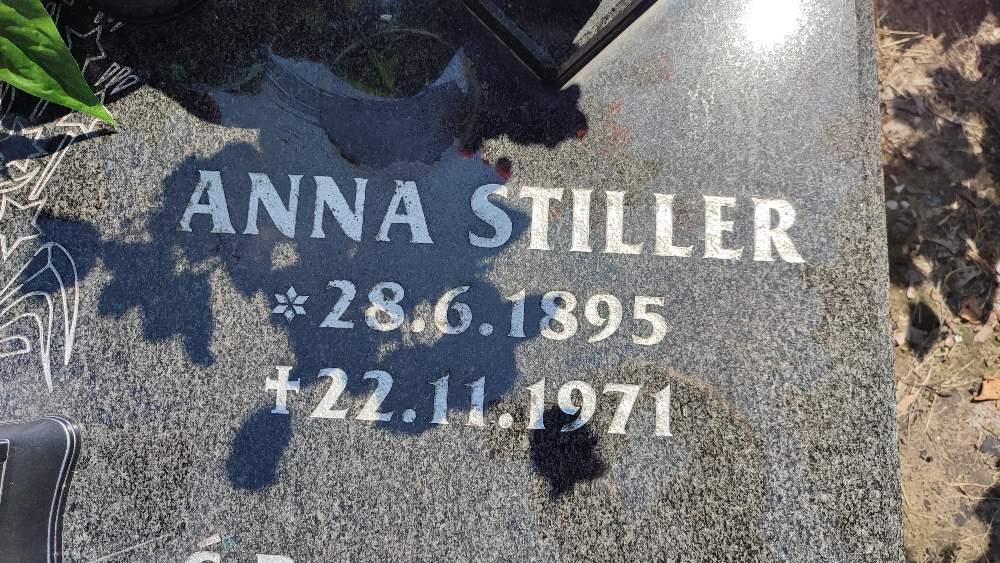 ANNA STILLER
*28.6.1895
†22.11.1971